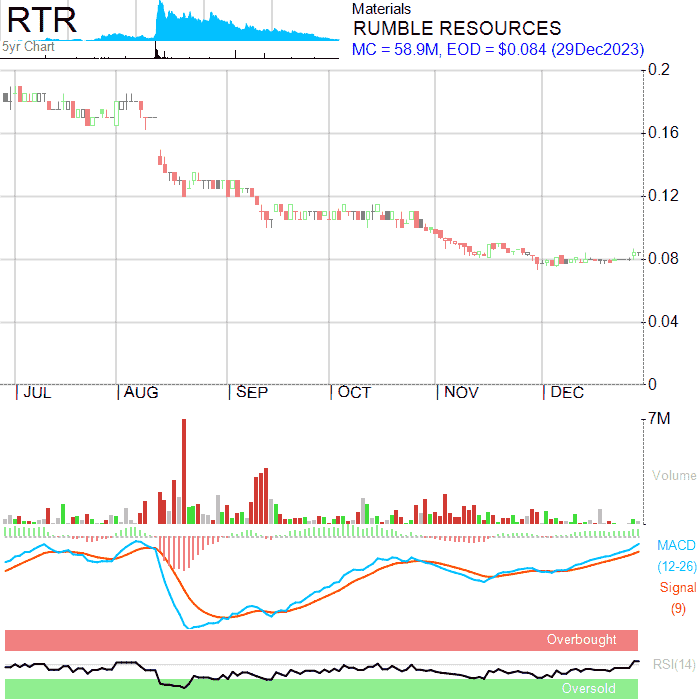 RTR
5yr Chart
Materials
RUMBLE RESOURCES
MC = 58.9M, EOD = $0.084 (29Dec2023)
0.2
0.16
0.12
0.08
0.04
0
JUL AUG SEP OCT NOV DEC
7M
Volume
MACD
(12-26)
Signal
(9)
Overbought
RSI(14)
Oversold